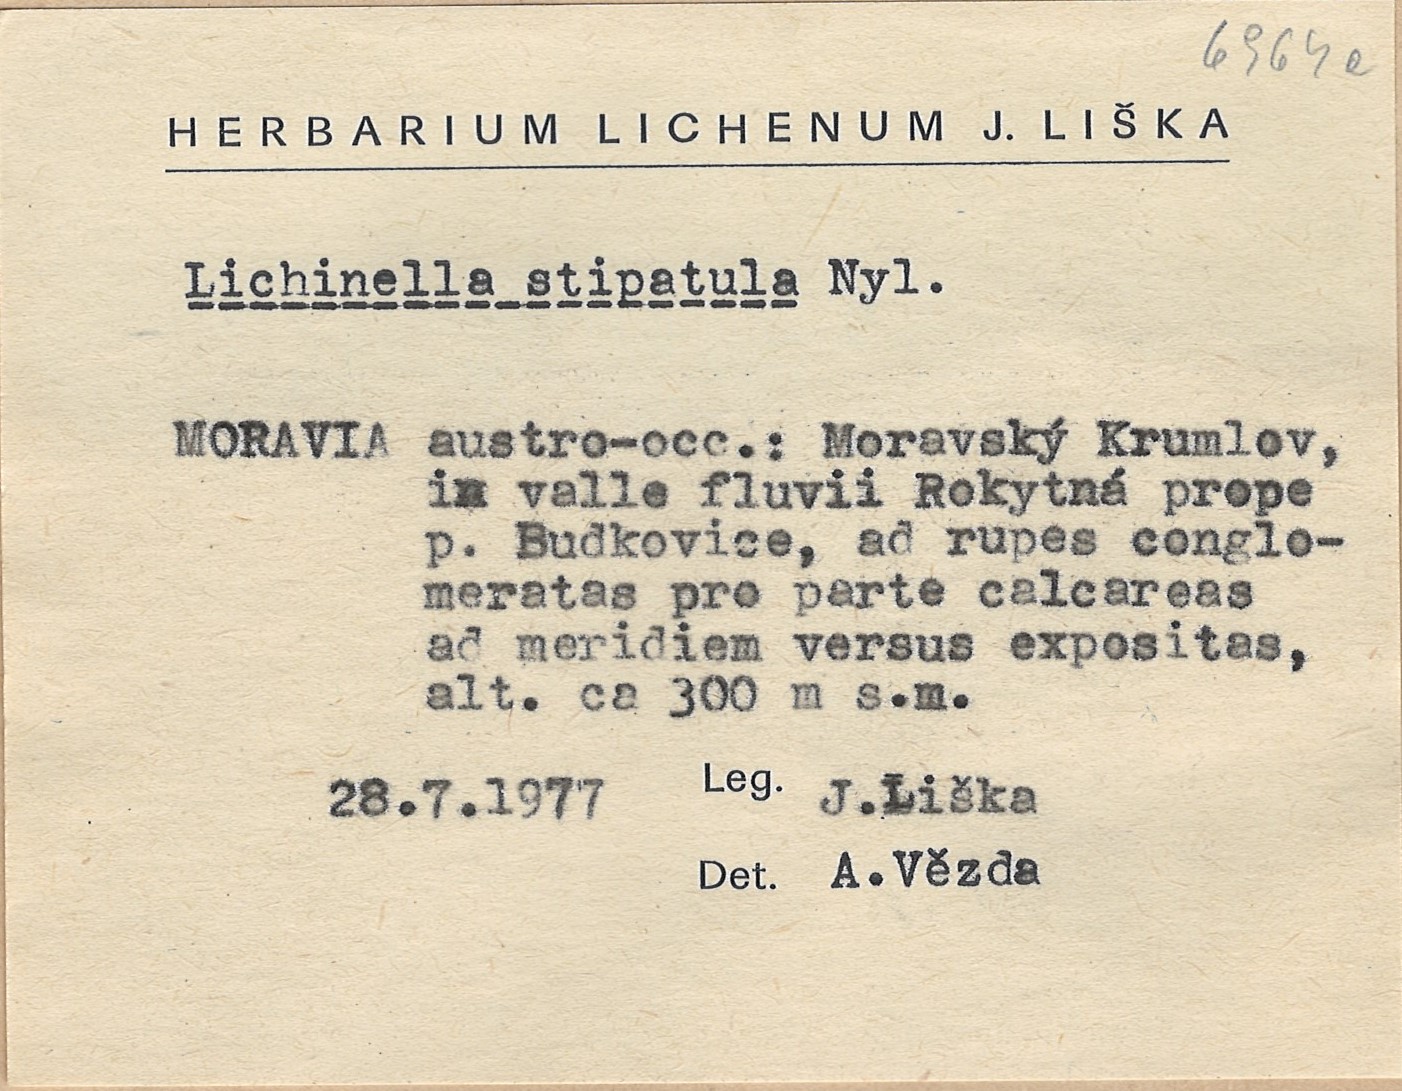 6964a
HERBARIUM LICHENUM J. LIŠKA
Lichinella stipatula Nyl.
MORAVIA austro-occ.: Moravský Krumlov,
in valle fluvii Rokytná prope
p. Budkovice, ad rupes conglo-
meratas pro parte calcareas
ad meridiem versus expositas,
alt. ca 300 m s.m.
28.7.1977 Leg. J.Liška
Det. A.Vězda